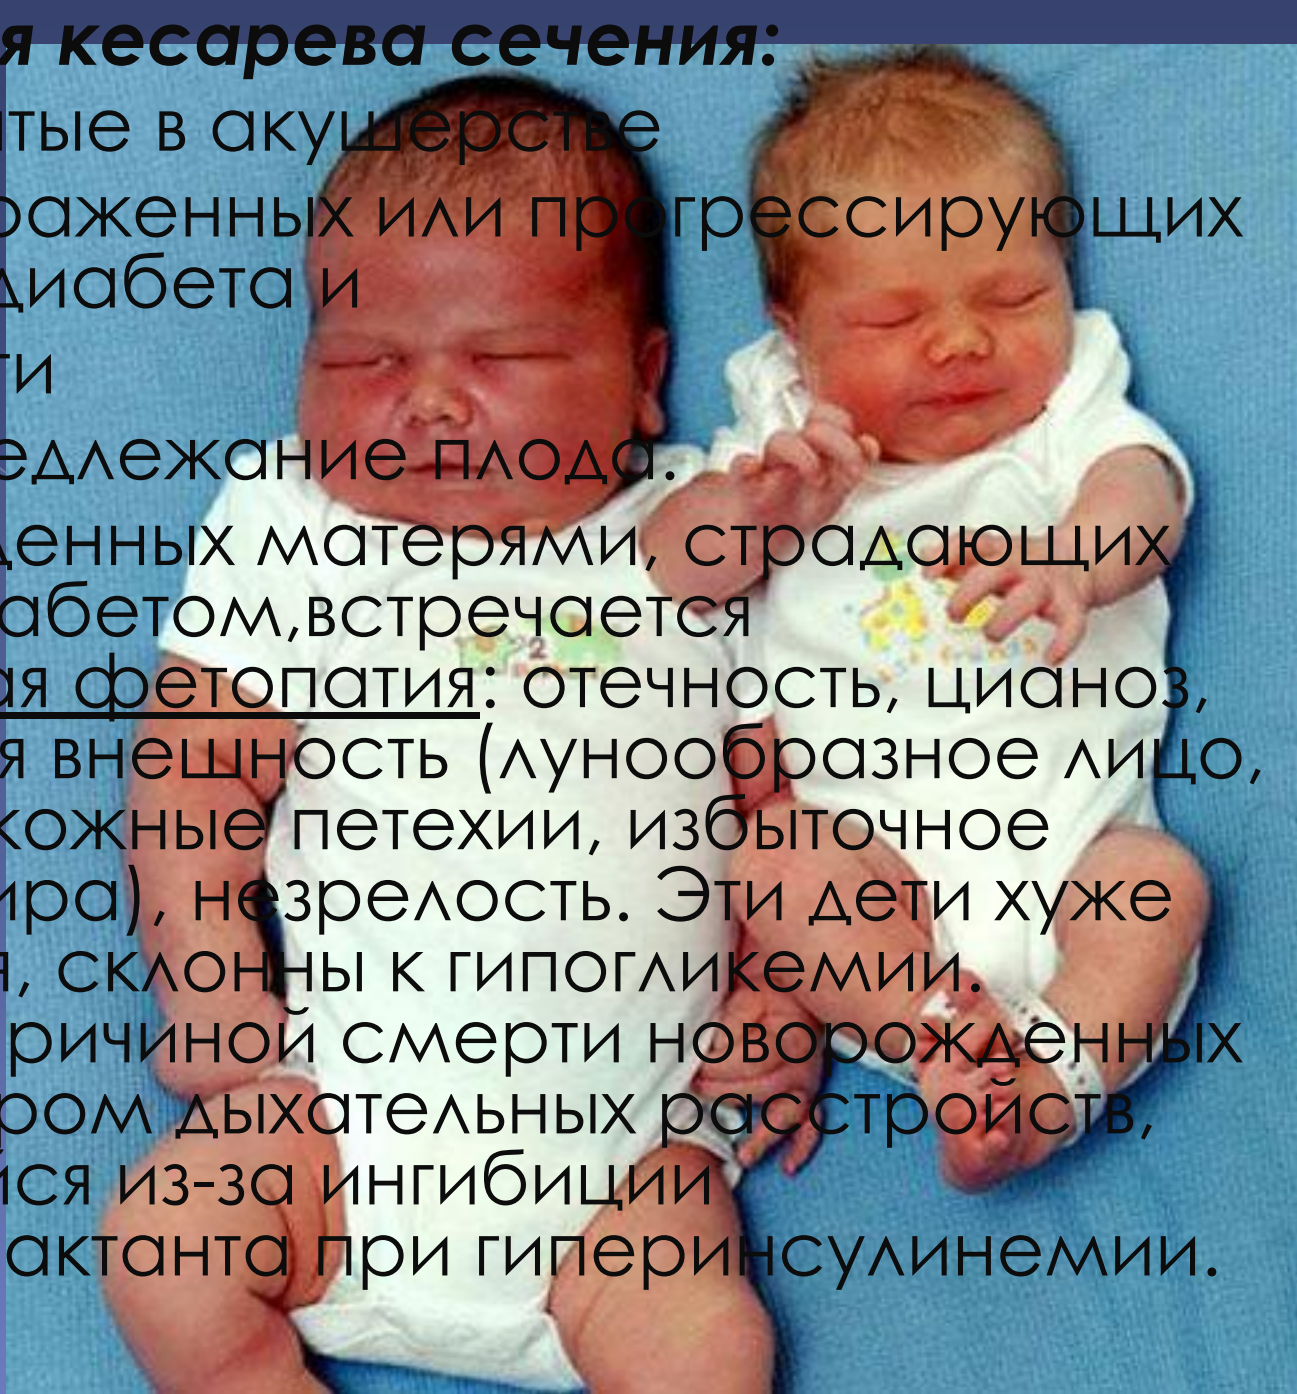 я кесарева сечения:
тые в акушерстве
раженных или прогрессирующих
диабета и
ти
едлежание плода.
денных матерями, страдающих
абетом,встречается
ая фетопатия: отечность, цианоз,
я внешность (лунообразное лицо,
кожные петехии, избыточное
ира), незрелость. Эти дети хуже
я, склонны к гипогликемии.
ричиной смерти новорожденных
ром дыхательных расстройств,
йся из-за ингибиции
актанта при гиперинсулинемии.